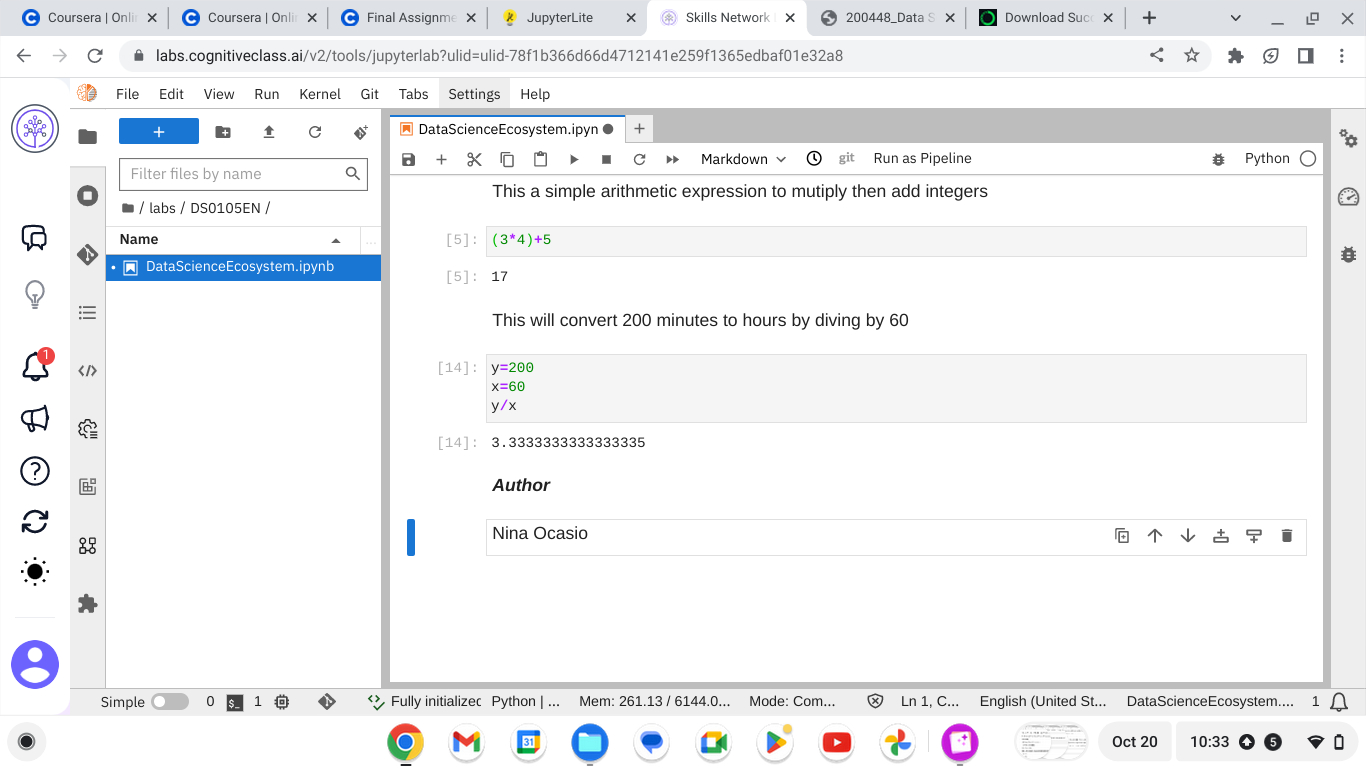 Coursera | Onli
Coursera | Onli
Final Assignme
JupyterLite
Skills Network
200448_Data S
Download Succ
labs.cognitiveclass.ai/v2/tools/jupyterlab?ulid=ulid-78f1b366d66d4712141e259f1365edbaf01e32a8
File Edit View Run Kernel Git Tabs Settings Help
+
Filter files by name
/ labs / DS0105EN /
Name
...
DataScienceEcosystem.ipynb
1
DataScienceEcosystem.ipyn
Markdown
git
Run as Pipeline
Python
This a simple arithmetic expression to mutiply then add integers
[5]: (3*4)+5
[5]: 17
This will convert 200 minutes to hours by diving by 60
[14]: y=200
x=60
y/x
[14]: 3.3333333333333335
Author
Nina Ocasio
Simple 0 $_ 1 Fully initialized Python | ... Mem: 261.13 / 6144.0... Mode: Com... Ln 1, C... English (United St... DataScienceEcosystem.... 1
31
Oct 20
10:33
5